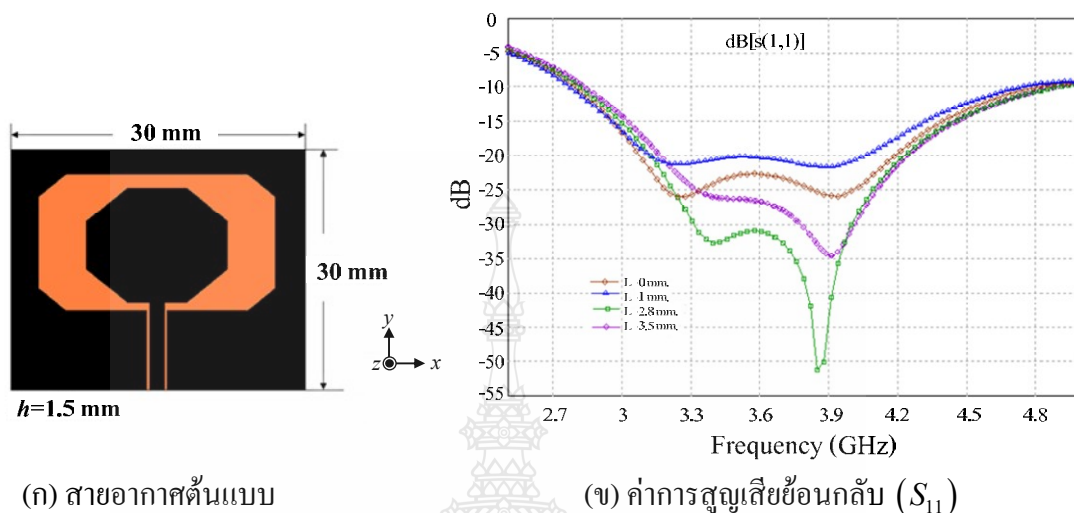 30 mm
30 mm
h=1.5 mm
y
z
x
(ก) สายอากาศต้นแบบ
dB[s(1,1)]
0
-5
-10
-15
-20
-25
-30
-35
-40
-45
-50
-55
dB
L 0mm.
L 1mm.
L 2.8mm.
L 3.5mm.
2.7 3 3.3 3.6 3.9 4.2 4.5 4.8
Frequency (GHz)
(ข) ค่าการสูญเสียย้อนกลับ (S₁₁)